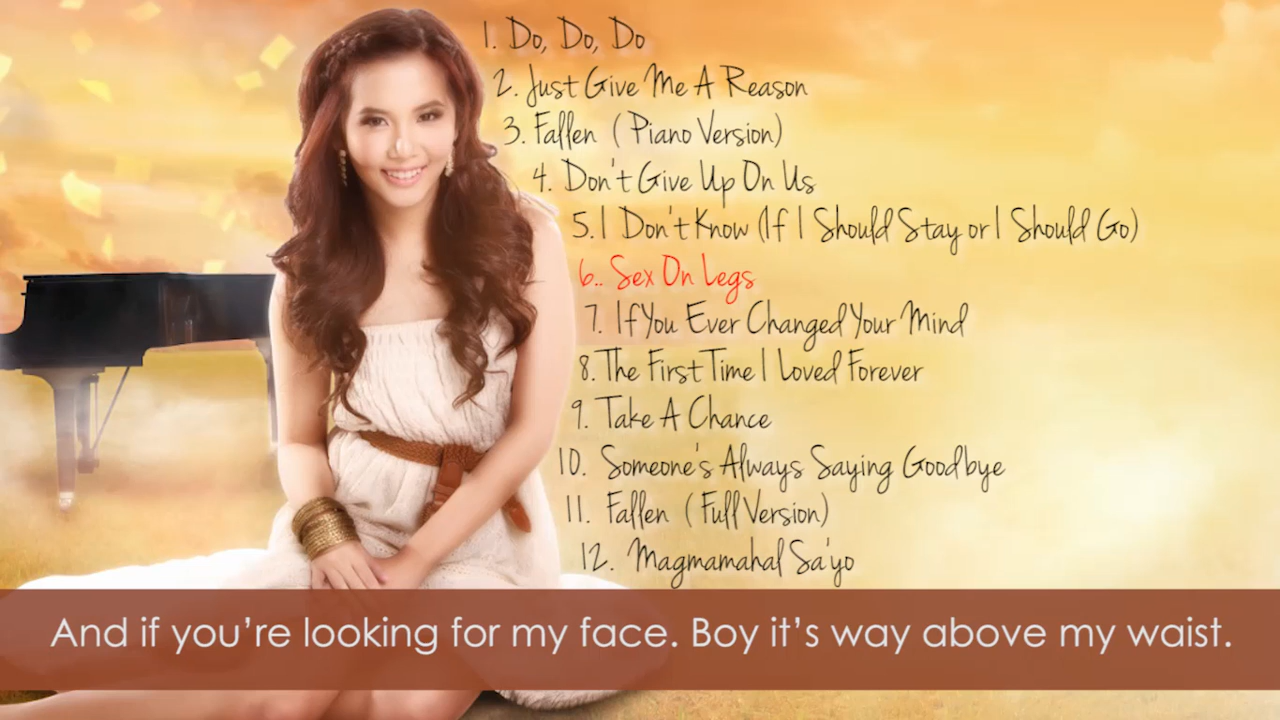 1. Do, Do, Do
2. Just Give Me A Reason
3. Fallen ( Piano Version)
4. Don't Give Up On Us
5. I Don't Know (If I Should Stay or I Should Go)
6.. Sex On Legs
7. If You Ever Changed Your Mind
8. The First Time I Loved Forever
9. Take A Chance
10. Someone's Always Saying Goodbye
11. Fallen ( Full Version)
12. Magmamahal Sa'yo
And if you’re looking for my face. Boy it’s way above my waist.